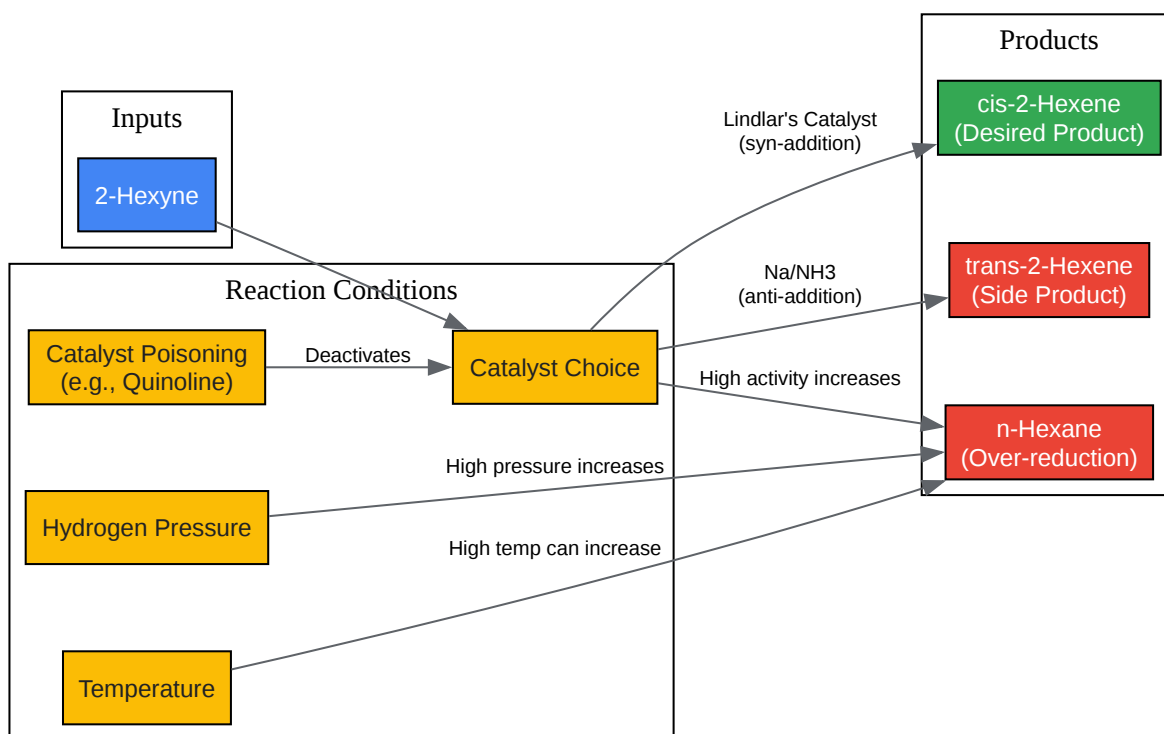 Products
cis-2-Hexene
(Desired Product)
Inputs
2-Hexyne
Lindlar's Catalyst
(syn-addition)
trans-2-Hexene
(Side Product)
Na/NH3
(anti-addition)
Reaction Conditions
Catalyst Poisoning
(e.g., Quinoline)
Deactivates
Catalyst Choice
High activity increases
n-Hexane
(Over-reduction)
High pressure increases
Hydrogen Pressure
High temp can increase
Temperature